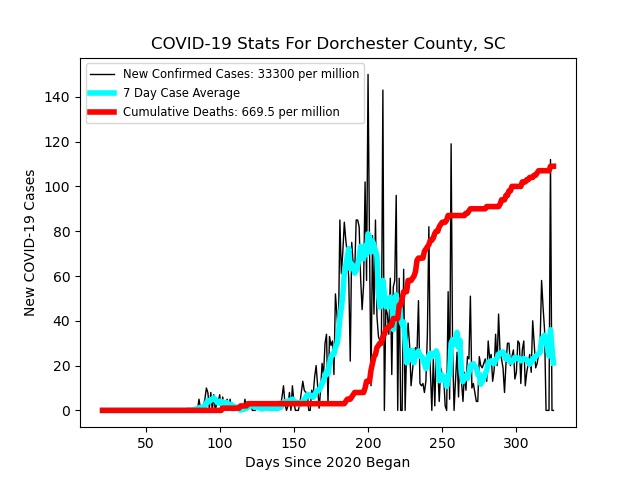 COVID-19 Stats For Dorchester County, SC
New Confirmed Cases: 33300 per million
7 Day Case Average
Cumulative Deaths: 669.5 per million
New COVID-19 Cases
140
120
100
80
60
40
20
0
50 100 150 200 250 300
Days Since 2020 Began